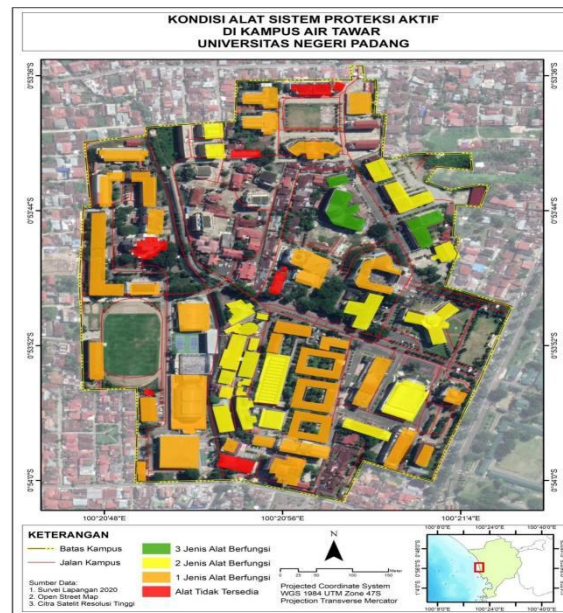 KONDISI ALAT SISTEM PROTEKSI AKTIF
DI KAMPUS AIR TAWAR
UNIVERSITAS NEGERI PADANG
0°53'36"S
0°53'36"S
0°53'44"S
0°53'44"S
0°53'52"S
0°53'52"S
0°54'0"S
0°54'0"S
100°20'48"E
100°20'56"E
100°21'4"E
KETERANGAN
Batas Kampus
Jalan Kampus
Sumber Data:
1. Survei Lapangan 2020
2. Open Street Map
3. Citra Satelit Resolusi Tinggi
3 Jenis Alat Berfungsi
2 Jenis Alat Berfungsi
1 Jenis Alat Berfungsi
Alat Tidak Tersedia
N
Meter
Projected Coordinate System
WGS 1984 UTM Zone 47S
Projection Transverse Mercator